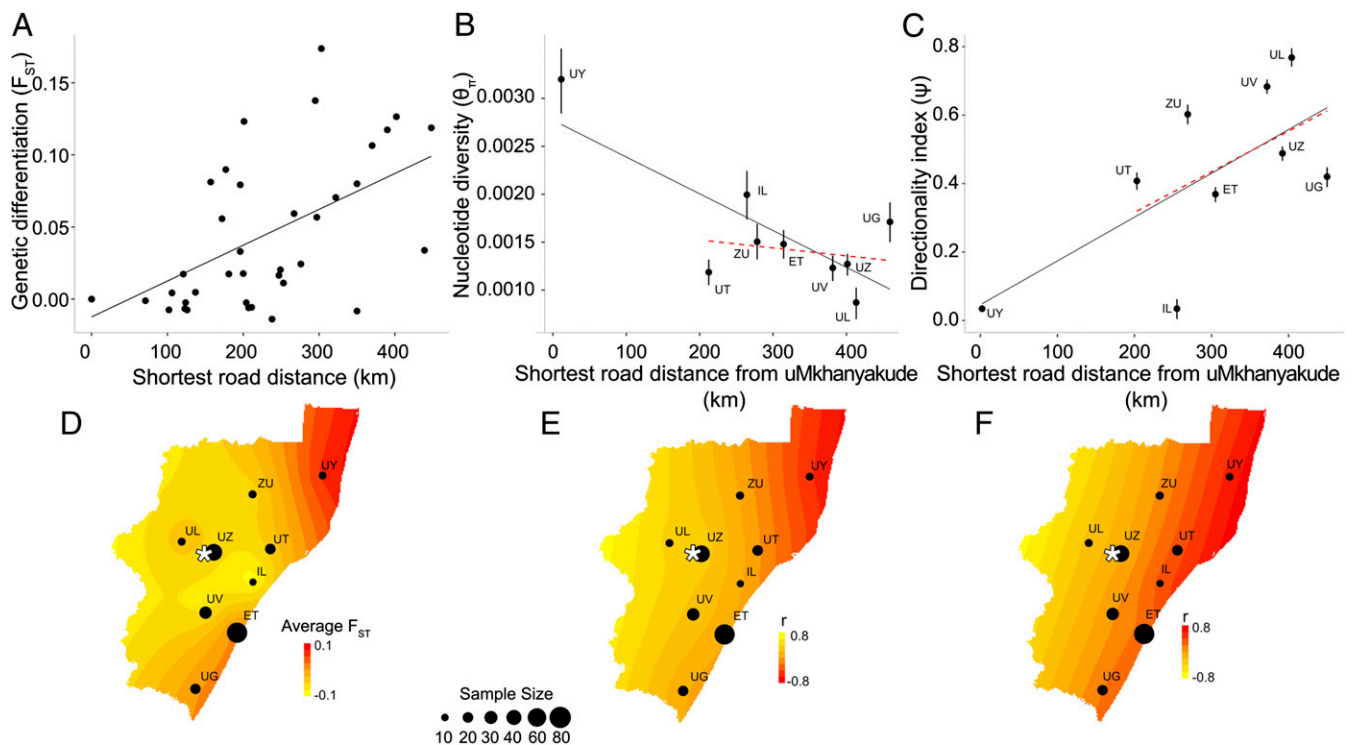 A
Genetic differentiation (F_ST)
0.15
0.10
0.05
0.00
0
100
200
300
400
Shortest road distance (km)
B
Nucleotide diversity (θ_π)
0.0030
0.0025
0.0020
0.0015
0.0010
UY
IL
UG
ZU
ET
UT
UV
UZ
UL
0
100
200
300
400
Shortest road distance from uMkhanyakude
(km)
C
Directionality index (ψ)
0.8
0.6
0.4
0.2
0.0
UL
UV
ZU
UZ
UT
ET
UG
UY
IL
0
100
200
300
400
Shortest road distance from uMkhanyakude
(km)
D
UY
ZU
UL
UZ
UT
IL
UV
ET
UG
Average F_ST
0.1
-0.1
E
UY
ZU
UL
UZ
UT
IL
UV
ET
UG
r
0.8
-0.8
F
UY
ZU
UL
UZ
UT
IL
UV
ET
UG
r
0.8
-0.8
Sample Size
10 20 30 40 60 80